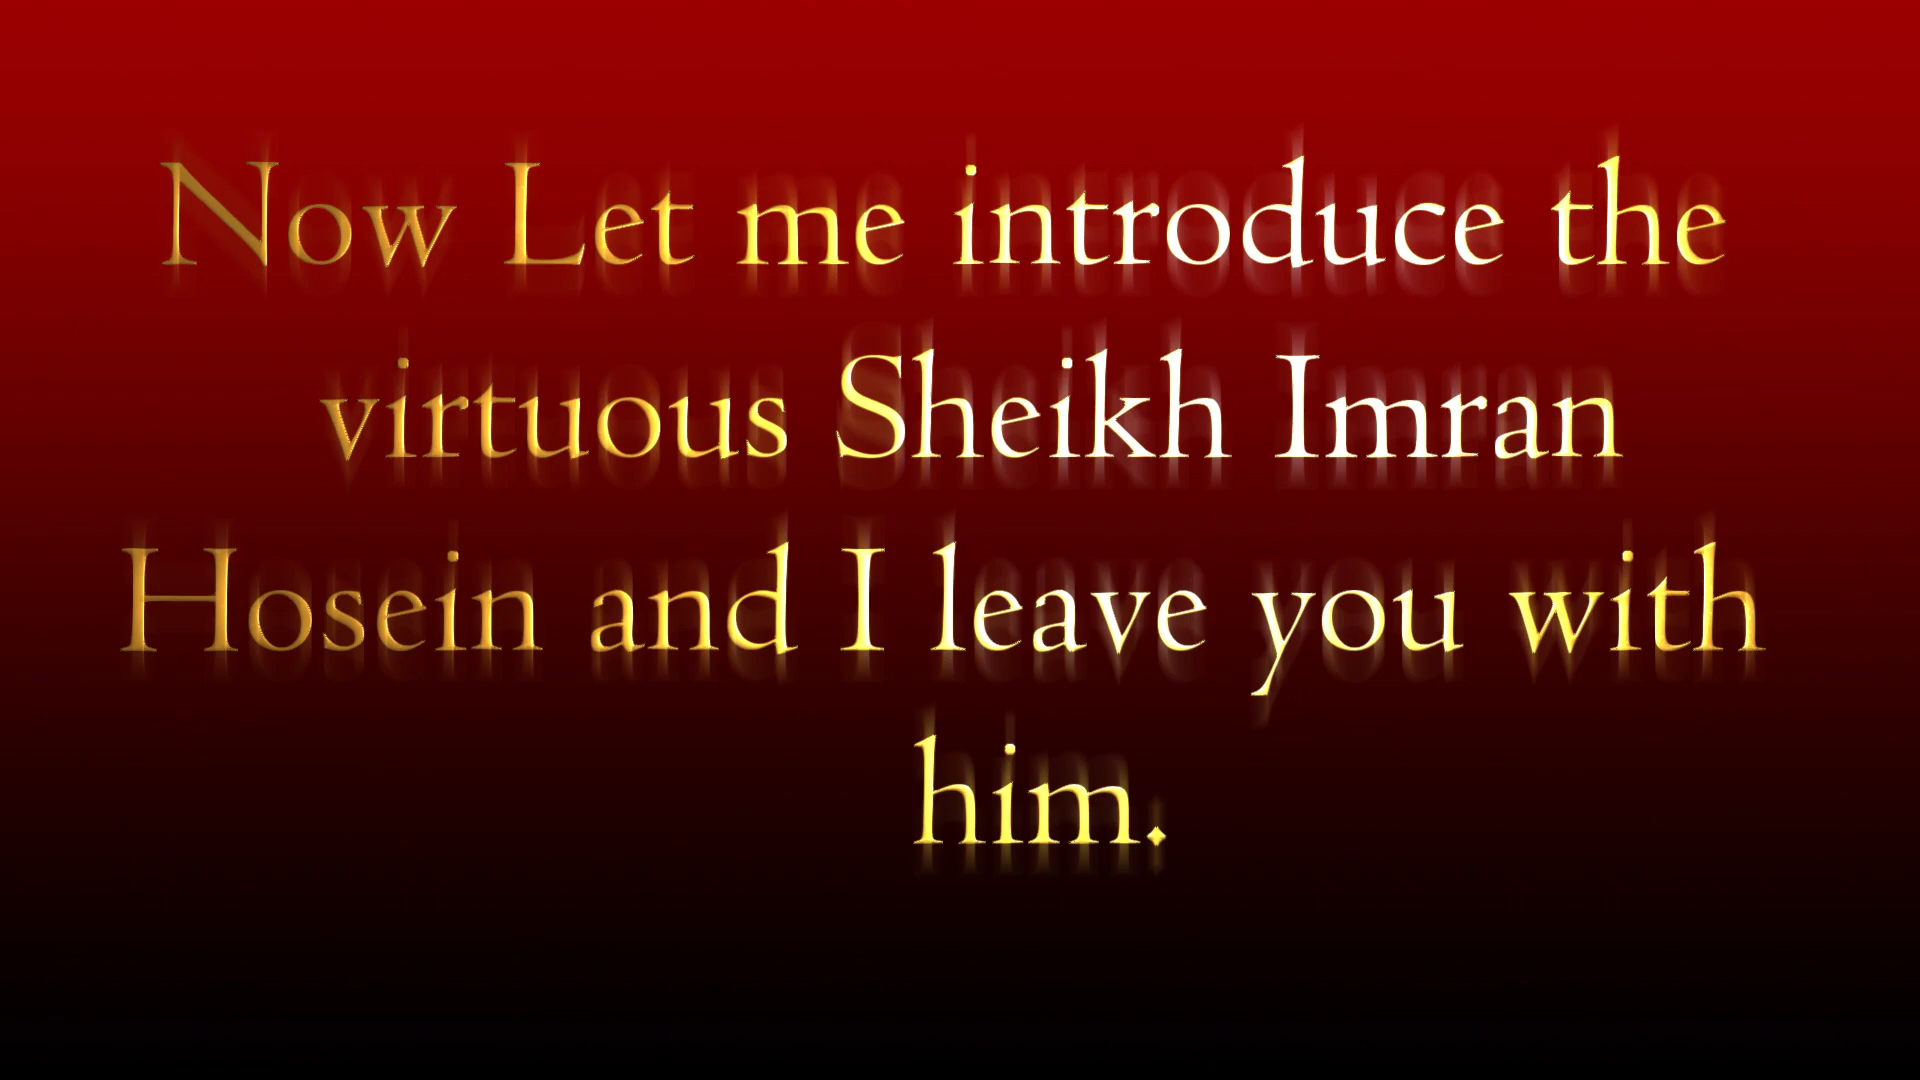 Now Let me introduce the
virtuous Sheikh Imran
Hosein and I leave you with
him.